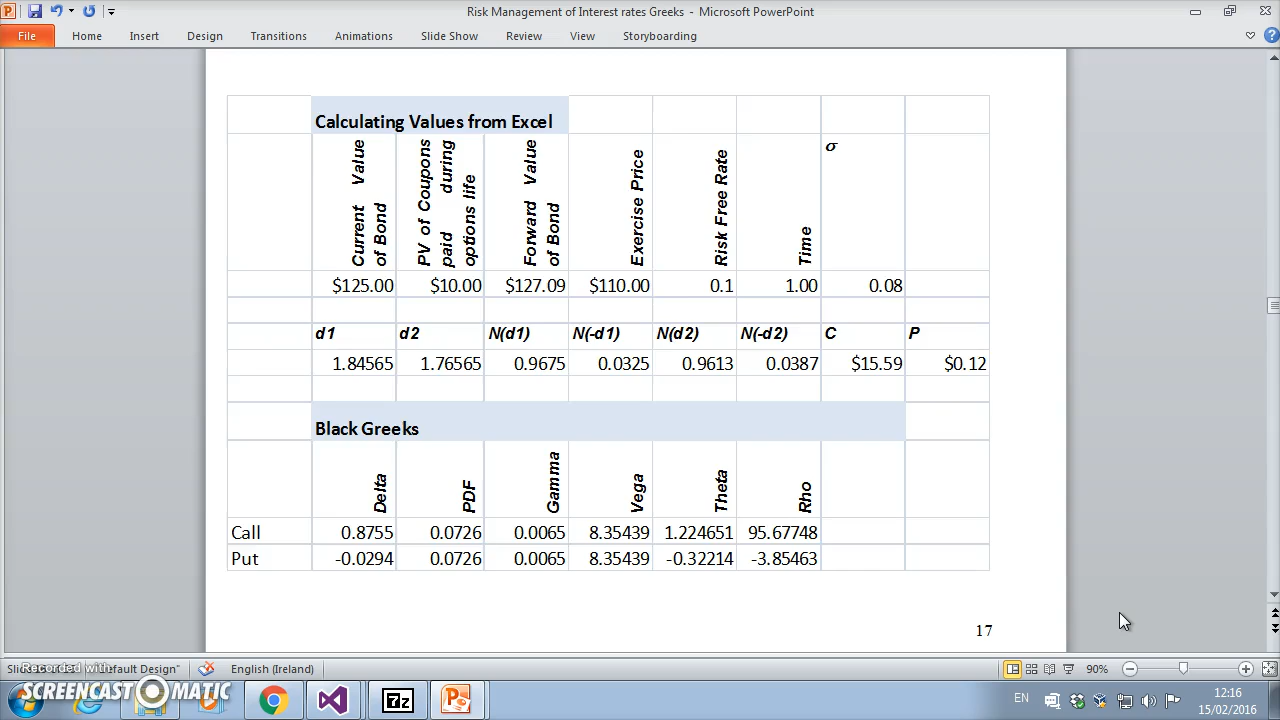 Risk Management of Interest rates Greeks - Microsoft PowerPoint
File Home Insert Design Transitions Animations Slide Show Review View Storyboarding
Calculating Values from Excel
Current Value of Bond
PV of Coupons paid during options life
Forward Value of Bond
Exercise Price
Risk Free Rate
Time
σ
$125.00 $10.00 $127.09 $110.00 0.1 1.00 0.08
d1 d2 N(d1) N(-d1) N(d2) N(-d2) C P
1.84565 1.76565 0.9675 0.0325 0.9613 0.0387 $15.59 $0.12
Black Greeks
Delta PDF Gamma Vega Theta Rho
Call 0.8755 0.0726 0.0065 8.35439 1.224651 95.67748
Put -0.0294 0.0726 0.0065 8.35439 -0.32214 -3.85463
17
Recorded with
Default Design" English (Ireland) 90%
SCREENCAST MATIC
7z
EN
12:16
15/02/2016